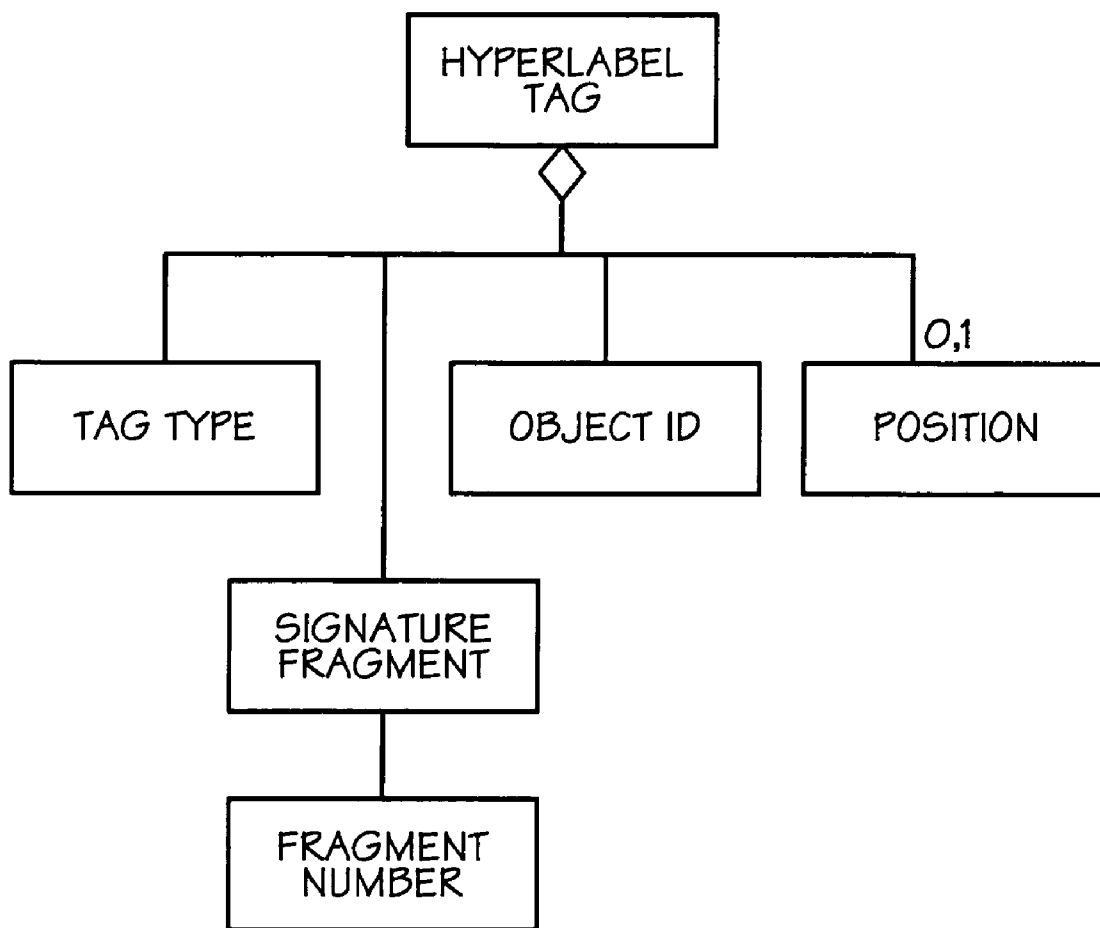 HYPERLABEL
TAG
0,1
TAG TYPE
OBJECT ID
POSITION
SIGNATURE
FRAGMENT
FRAGMENT
NUMBER